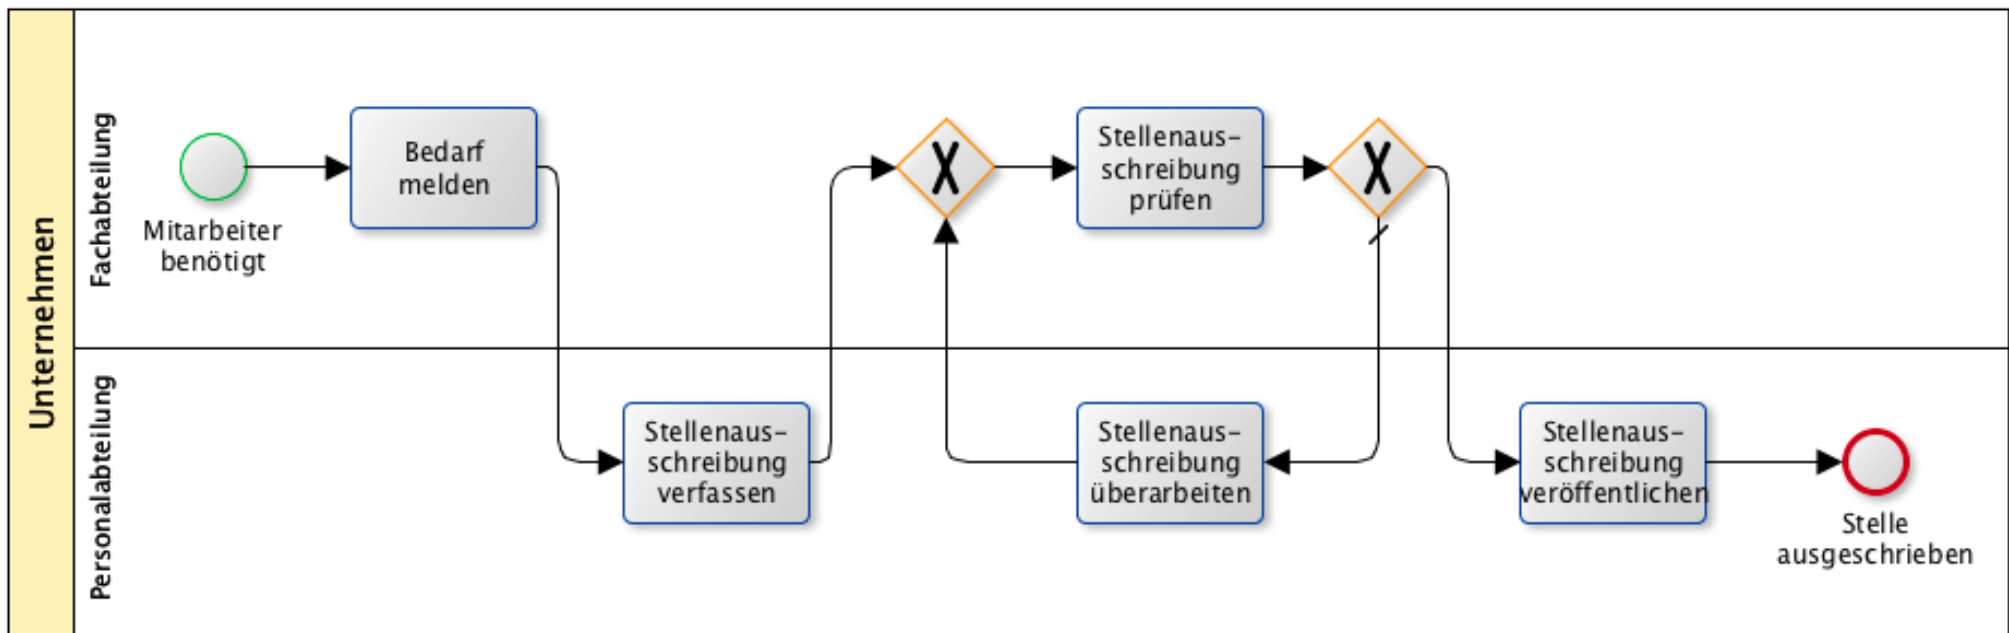 Unternehmen
Fachabteilung
Mitarbeiter
benötigt
Bedarf
melden
X
Stellenaus-
schreibung
prüfen
X
Personalabteilung
Stellenaus-
schreibung
verfassen
Stellenaus-
schreibung
überarbeiten
Stellenaus-
schreibung
veröffentlichen
Stelle
ausgeschrieben